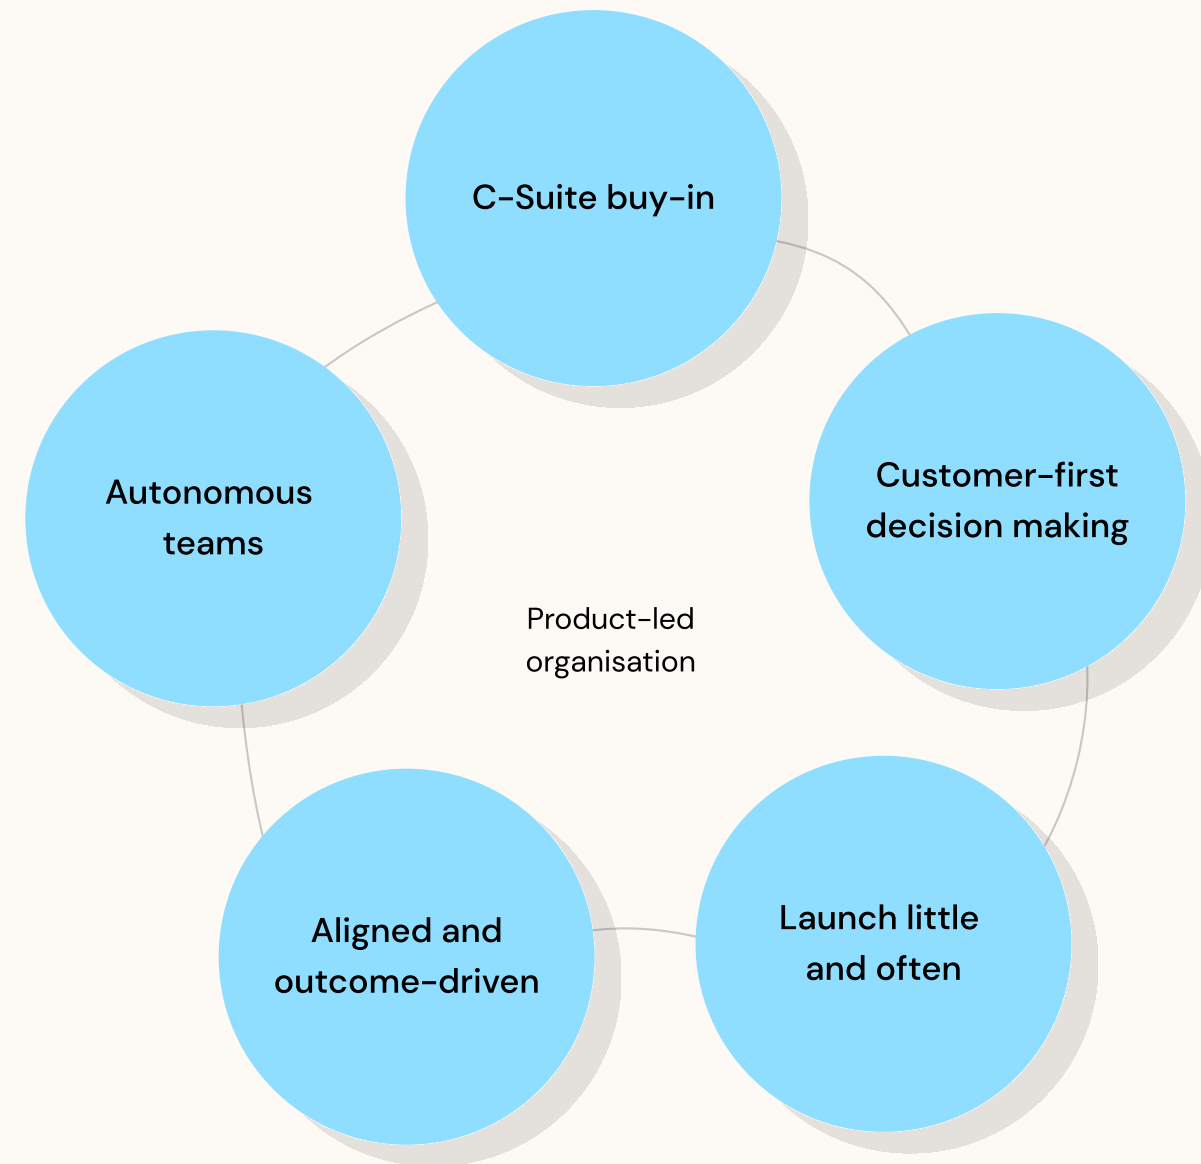 C-Suite buy-in
Customer-first
decision making
Autonomous
teams
Product-led
organisation
Launch little
and often
Aligned and
outcome-driven